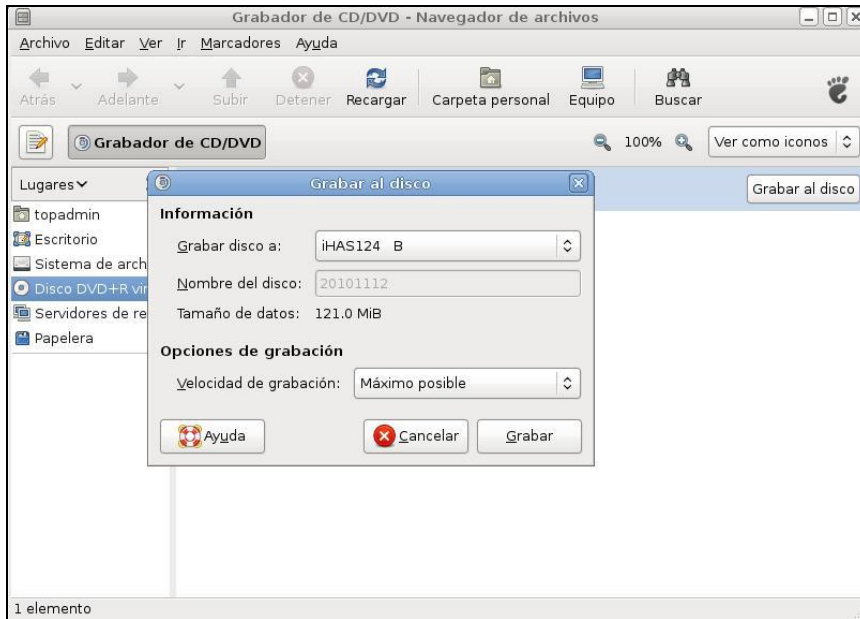 Grabador de CD/DVD - Navegador de archivos
Archivo Editar Ver Ir Marcadores Ayuda
Atrás Adelante Subir Detener Recargar Carpeta personal Equipo Buscar
Grabador de CD/DVD 100% Ver como iconos
Lugares Grabar al disco
Grabar al disco
topadmin
Escritorio
Sistema de arch
Disco DVD+R vir
Servidores de re
Papelera
Información
Grabar disco a: iHAS124 B
Nombre del disco: 20101112
Tamaño de datos: 121.0 MiB
Opciones de grabación
Velocidad de grabación: Máximo posible
Ayuda Cancelar Grabar
1 elemento